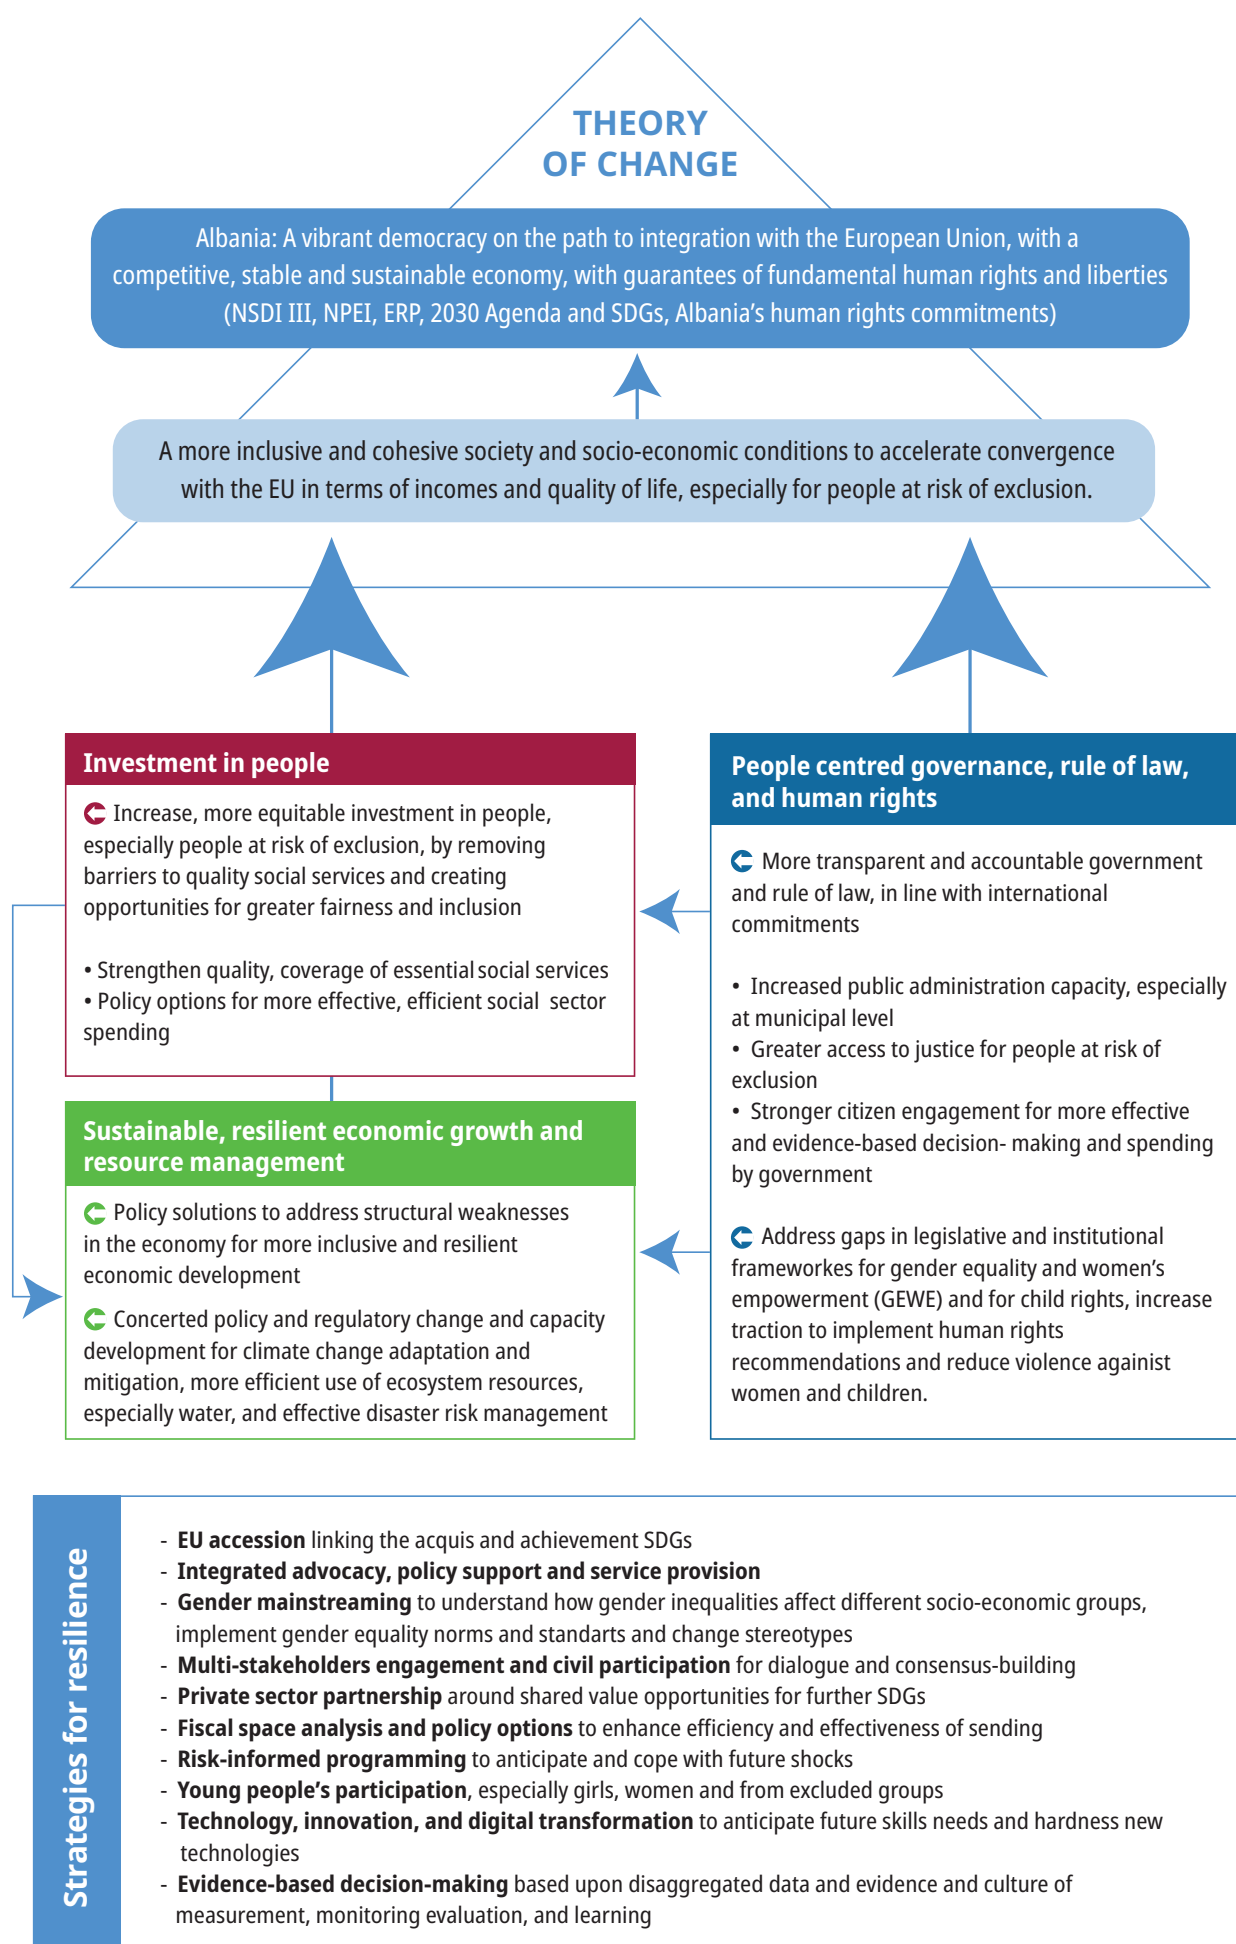 THEORY
OF CHANGE
Albania: A vibrant democracy on the path to integration with the European Union, with a
competitive, stable and sustainable economy, with guarantees of fundamental human rights and liberties
(NSDI III, NPEI, ERP, 2030 Agenda and SDGs, Albania's human rights commitments)
A more inclusive and cohesive society and socio-economic conditions to accelerate convergence
with the EU in terms of incomes and quality of life, especially for people at risk of exclusion.
Investment in people
Increase, more equitable investment in people,
especially people at risk of exclusion, by removing
barriers to quality social services and creating
opportunities for greater fairness and inclusion
• Strengthen quality, coverage of essential social services
• Policy options for more effective, efficient social sector
spending
Sustainable, resilient economic growth and
resource management
Policy solutions to address structural weaknesses
in the economy for more inclusive and resilient
economic development
Concerted policy and regulatory change and capacity
development for climate change adaptation and
mitigation, more efficient use of ecosystem resources,
especially water, and effective disaster risk management
People centred governance, rule of law,
and human rights
More transparent and accountable government
and rule of law, in line with international
commitments
• Increased public administration capacity, especially
at municipal level
• Greater access to justice for people at risk of
exclusion
• Stronger citizen engagement for more effective
and evidence-based decision- making and spending
by government
Address gaps in legislative and institutional
frameworkes for gender equality and women's
empowerment (GEWE) and for child rights, increase
traction to implement human rights
recommendations and reduce violence againist
women and children.
Strategies for resilience
- EU accession linking the acquis and achievement SDGs
- Integrated advocacy, policy support and service provision
- Gender mainstreaming to understand how gender inequalities affect different socio-economic groups,
implement gender equality norms and standarts and change stereotypes
- Multi-stakeholders engagement and civil participation for dialogue and consensus-building
- Private sector partnership around shared value opportunities for further SDGs
- Fiscal space analysis and policy options to enhance efficiency and effectiveness of sending
- Risk-informed programming to anticipate and cope with future shocks
- Young people's participation, especially girls, women and from excluded groups
- Technology, innovation, and digital transformation to anticipate future skills needs and hardness new
technologies
- Evidence-based decision-making based upon disaggregated data and evidence and culture of
measurement, monitoring evaluation, and learning